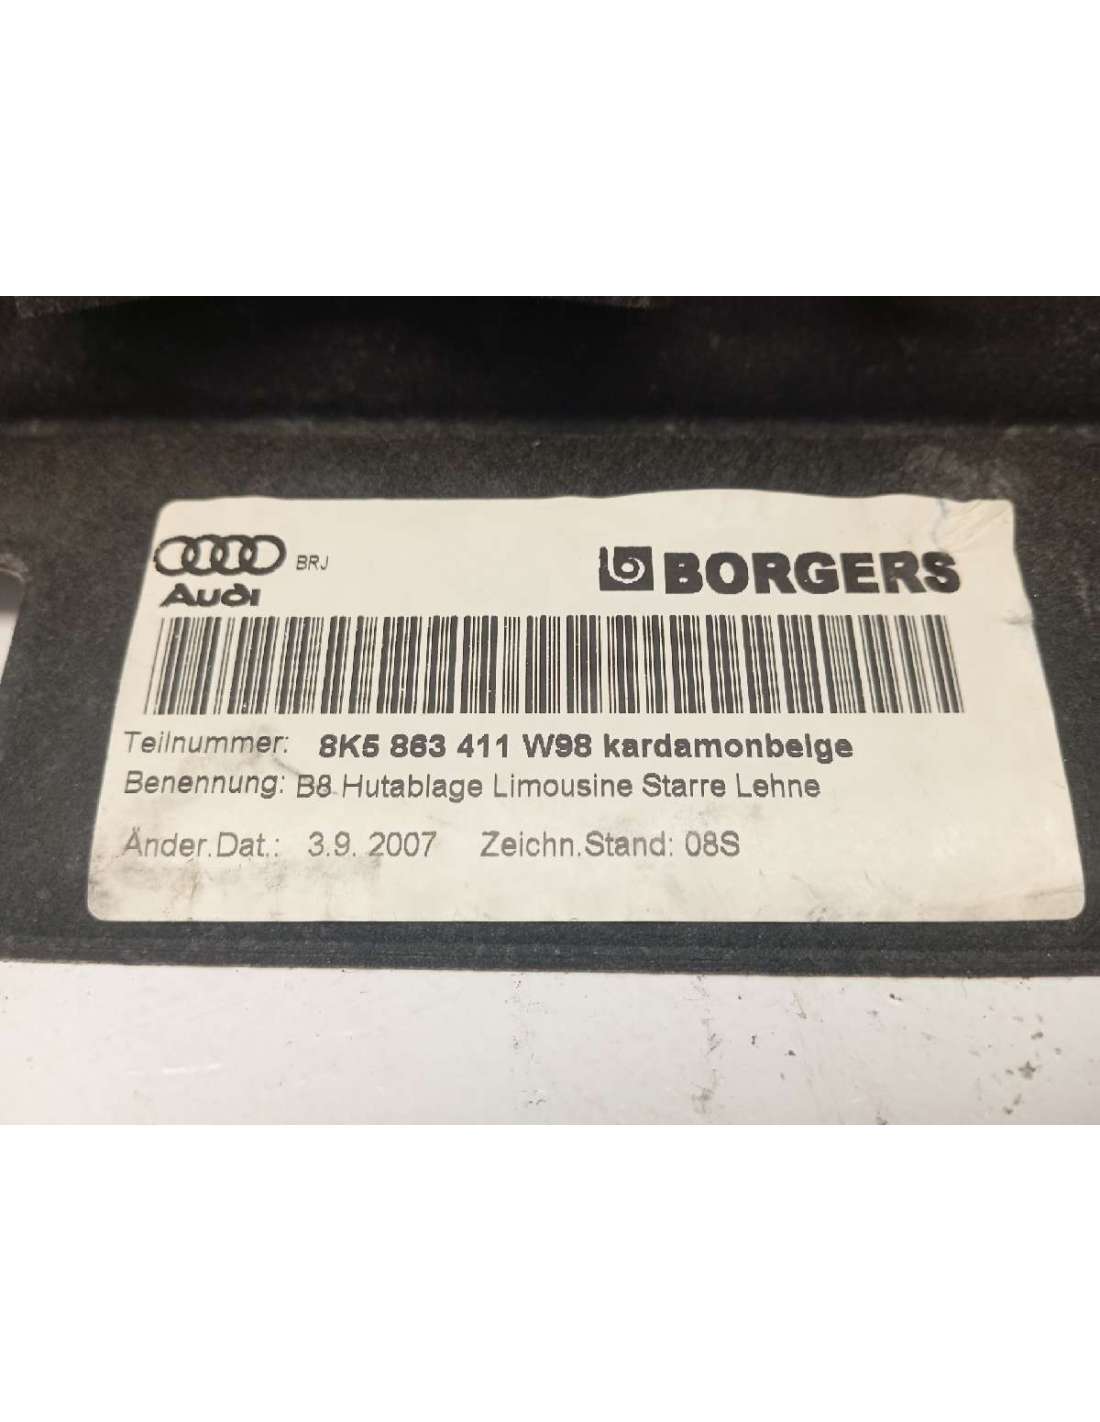 BRJ
Audi
BORGERS
Teilnummer: 8K5 863 411 W98 kardamonbeige
Benennung: B8 Hutablage Limousine Starre Lehne
Änder.Dat.: 3.9. 2007 Zeichn.Stand: 08S